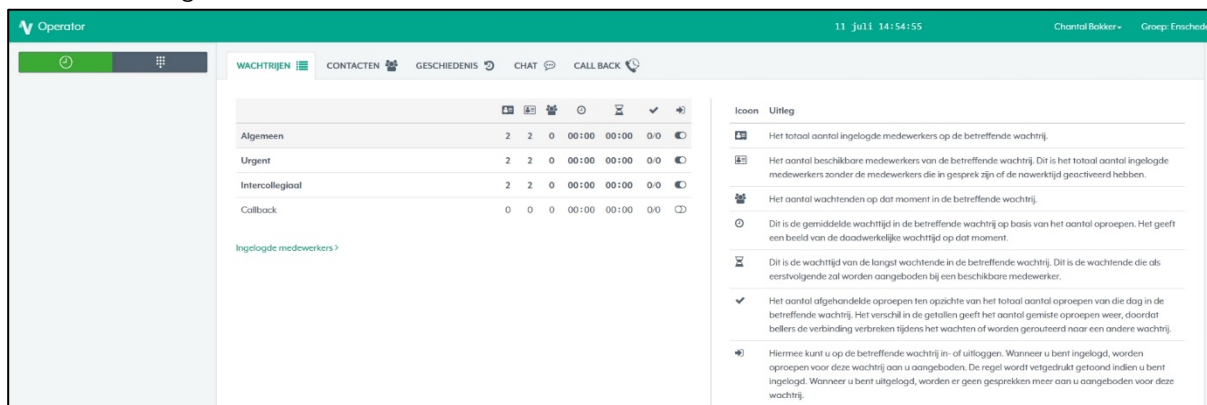 Operator
11 juli 14:54:55
Chantal Bakker
Groep: Enschede
WACHTRIJEN
CONTACTEN
GESCHIEDENIS
CHAT
CALL BACK
Algemeen 2 2 0 00:00 00:00 0/0
Urgent 2 2 0 00:00 00:00 0/0
Intercollegiaal 2 2 0 00:00 00:00 0/0
Callback 0 0 0 00:00 00:00 0/0
Ingelogde medewerkers >
Icoon Uitleg
Het totaal aantal ingelogde medewerkers op de betreffende wachtrij.
Het aantal beschikbare medewerkers van de betreffende wachtrij. Dit is het totaal aantal ingelogde
medewerkers zonder de medewerkers die in gesprek zijn of de nawerktijd geactiveerd hebben.
Het aantal wachtenden op dat moment in de betreffende wachtrij.
Dit is de gemiddelde wachttijd in de betreffende wachtrij op basis van het aantal oproepen. Het geeft
een beeld van de daadwerkelijke wachttijd op dat moment.
Dit is de wachttijd van de langst wachtende in de betreffende wachtrij. Dit is de wachtende die als
eerstvolgende zal worden aangeboden bij een beschikbare medewerker.
Het aantal afgehandelde oproepen ten opzichte van het totaal aantal oproepen van die dag in de
betreffende wachtrij. Het verschil in de getallen geeft het aantal gemiste oproepen weer, doordat
bellers de verbinding verbreken tijdens het wachten of worden gerouteerd naar een andere wachtrij.
Hiermee kunt u op de betreffende wachtrij in- of uitloggen. Wanneer u bent ingelogd, worden
oproepen voor deze wachtrij aan u aangeboden. De regel wordt vetgedrukt getoond indien u bent
ingelogd. Wanneer u bent uitgelogd, worden er geen gesprekken meer aan u aangeboden voor deze
wachtrij.